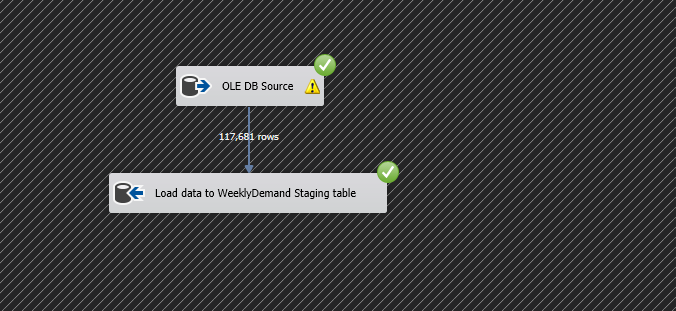 OLE DB Source
117,681 rows
Load data to WeeklyDemand Staging table